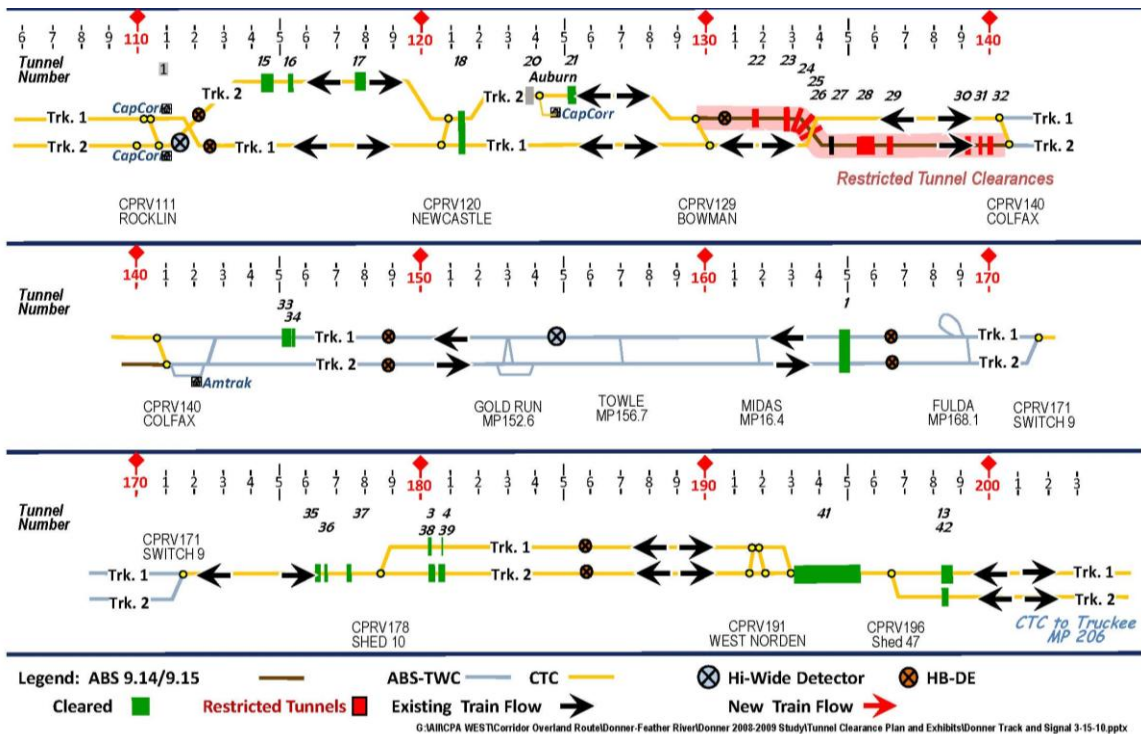 110 120 130 140
6 7 8 9 1 2 3 4 5 6 7 8 9 1 2 3 4 5 6 7 8 9 1 2 3 4 5 6 7 8 9 1 2
Tunnel Number 1 15 16 17 18 20 21 22 23 24 25 26 27 28 29 30 31 32
Auburn
Trk. 2 Trk. 2
CapCorr CapCorr
Trk. 1 Trk. 1
Trk. 2 CapCorr Trk. 1 Trk. 1 Trk. 2
Restricted Tunnel Clearances
CPRV111 CPRV120 CPRV129 CPRV140
ROCKLIN NEWCASTLE BOWMAN COLFAX
140 150 160 170
1 2 3 4 5 6 7 8 9 1 2 3 4 5 6 7 8 9 1 2 3 4 5 6 7 8 9 1 2
Tunnel Number 33 34 1
Trk. 1 Trk. 1
Trk. 2 Trk. 2
Amtrak
CPRV140 GOLD RUN TOWLE MIDAS FULDA CPRV171
COLFAX MP152.6 MP156.7 MP16.4 MP168.1 SWITCH 9
170 180 190 200
1 2 3 4 5 6 7 8 9 1 2 3 4 5 6 7 8 9 1 2 3 4 5 6 7 8 9 1 2 3
Tunnel Number 35 36 37 3 38 4 39 41 13 42
CPRV171
SWITCH 9
Trk. 1
Trk. 1 Trk. 2 Trk. 1
Trk. 2 Trk. 2
CTC to Truckee
MP 206
CPRV178 CPRV191 CPRV196
SHED 10 WEST NORDEN Shed 47
Legend: ABS 9.14/9.15 ABS-TWC CTC Hi-Wide Detector HB-DE
Cleared Restricted Tunnels Existing Train Flow New Train Flow
G:\AIII\CPA WEST\Corridor Overland Route\Donner-Feather River\Donner 2008-2009 Study\Tunnel Clearance Plan and Exhibits\Donner Track and Signal 3-15-10.pptx